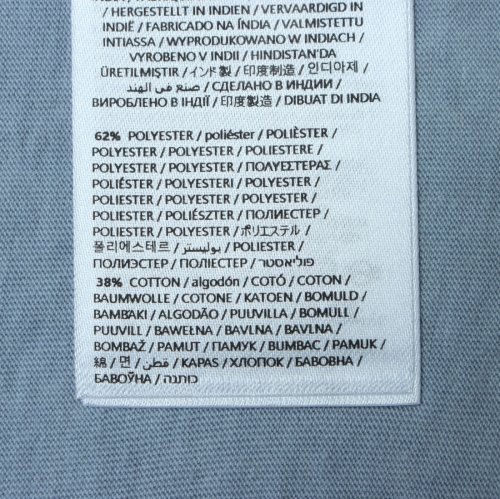 / HERGESTELLT IN INDIEN / VERVAARDIGD IN
INDIË / FABRICADO NA ÍNDIA / VALMISTETTU
INTIASSA / WYPRODUKOWANO W INDIACH /
VYROBENO V INDII / HINDISTAN'DA
ÜRETILMIŞTIR / インド製 / 印度制造 / 인디아제 /
صنع في الهند / СДЕЛАНО В ИНДИИ /
ВИРОБЛЕНО В ІНДІЇ / 印度製造 / DIBUAT DI INDIA
62% POLYESTER / poliéster / POLIÈSTER /
POLYESTER / POLYESTER / POLIESTERE /
POLYESTER / POLYESTER / ΠΟΛΥΕΣΤΕΡΑΣ /
POLIÉSTER / POLYESTERI / POLYESTER /
POLÜESTER / POLIESTER / POLYESTER /
POLYESTER / POLIÉSZTER / ПОЛИЕСТЕР /
POLYESTER / POLYESTER / ポリエステル /
폴리에스테르 / بوليستر / POLIESTER /
ПОЛИЭСТЕР / ПОЛІЕСТЕР / פוליאסטר
38% COTTON / algodón / COTÓ / COTON /
BAUMWOLLE / COTONE / KATOEN / BOMULD /
ΒΑΜΒΑΚΙ / ALGODÃO / PUUVILLA / BOMULL /
PUUVILL / BAWEŁNA / BAVLNA / BAVLNA /
BOMBAŽ / PAMUT / ПАМУК / BUMBAC / PAMUK /
綿 / 면 / قطن / KAPAS / ХЛОПОК / БАВОВНА /
БАВОЎНА / כותנה